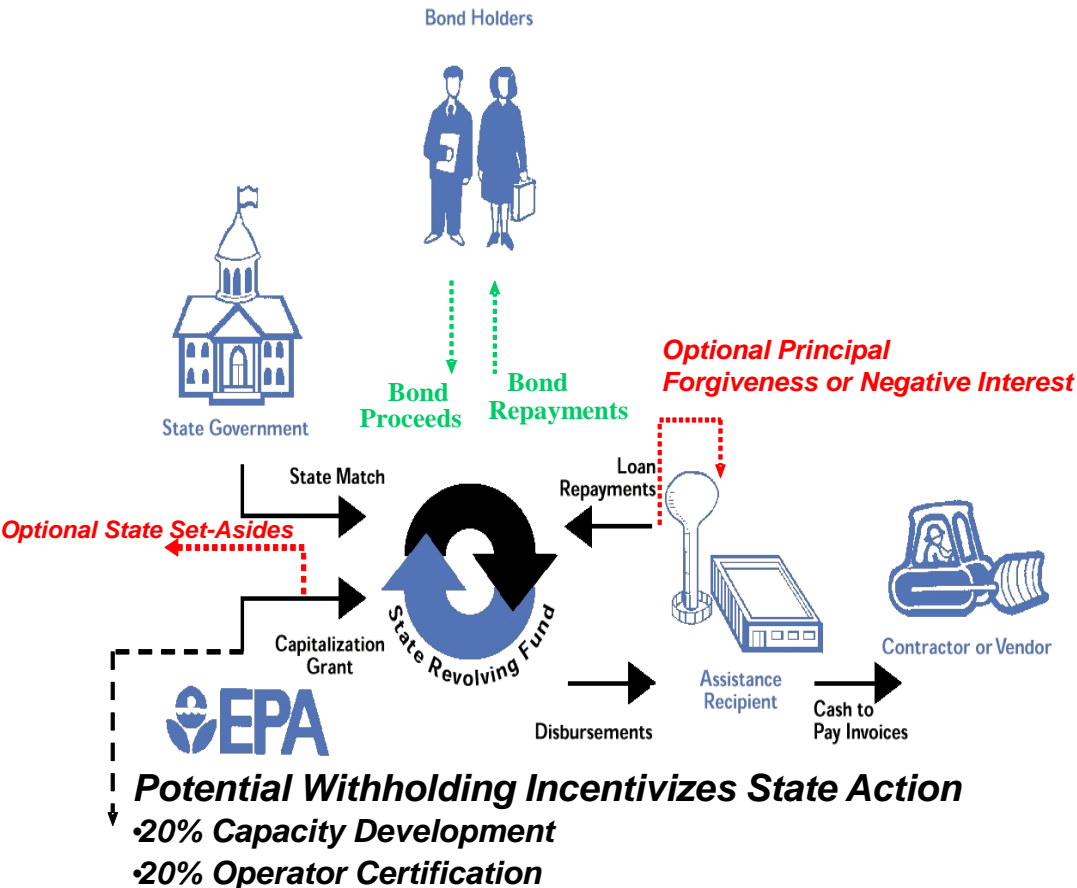 Bond Holders
Optional Principal
Forgiveness or Negative Interest
Bond
Proceeds
Bond
Repayments
State Government
State Match
Loan
Repayments
Optional State Set-Asides
State Revolving Fund
Capitalization
Grant
EPA
Contractor or Vendor
Assistance
Recipient
Disbursements
Cash to
Pay Invoices
Potential Withholding Incentivizes State Action
•20% Capacity Development
•20% Operator Certification